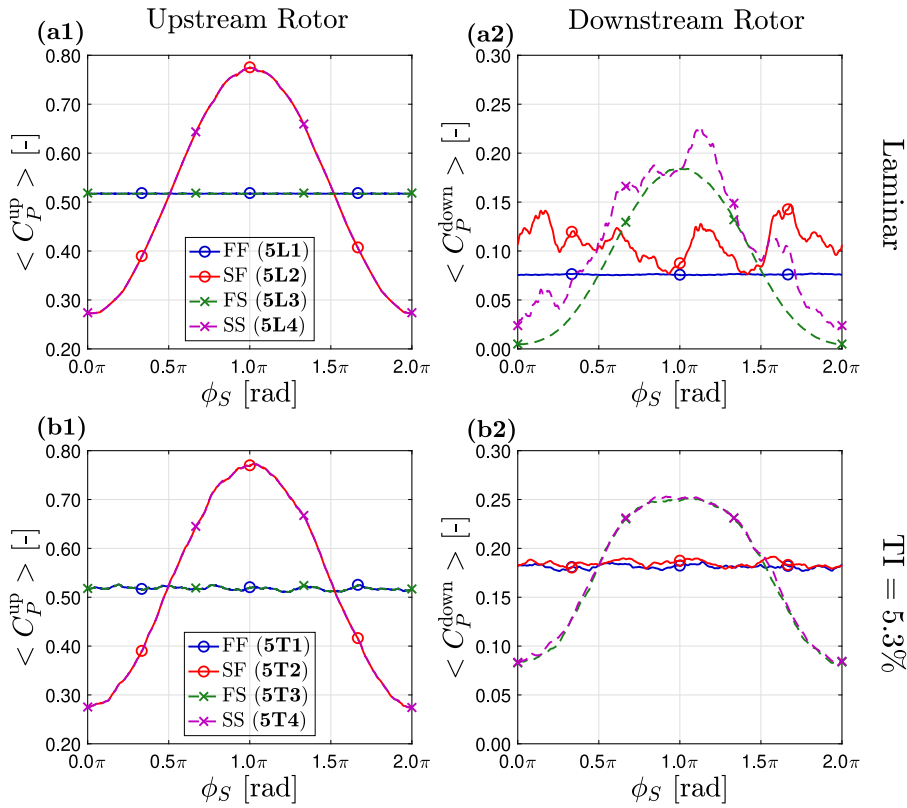 Upstream Rotor
Downstream Rotor
(a1)
0.80
0.70
0.60
0.50
0.40
0.30
0.20
< C_P^up > [-]
FF (5L1)
SF (5L2)
FS (5L3)
SS (5L4)
0.0π 0.5π 1.0π 1.5π 2.0π
ϕ_S [rad]
(a2)
0.30
0.25
0.20
0.15
0.10
0.05
0.00
< C_P^down > [-]
0.0π 0.5π 1.0π 1.5π 2.0π
ϕ_S [rad]
Laminar
(b1)
0.80
0.70
0.60
0.50
0.40
0.30
0.20
< C_P^up > [-]
FF (5T1)
SF (5T2)
FS (5T3)
SS (5T4)
0.0π 0.5π 1.0π 1.5π 2.0π
ϕ_S [rad]
(b2)
0.30
0.25
0.20
0.15
0.10
0.05
0.00
< C_P^down > [-]
0.0π 0.5π 1.0π 1.5π 2.0π
ϕ_S [rad]
TI = 5.3%